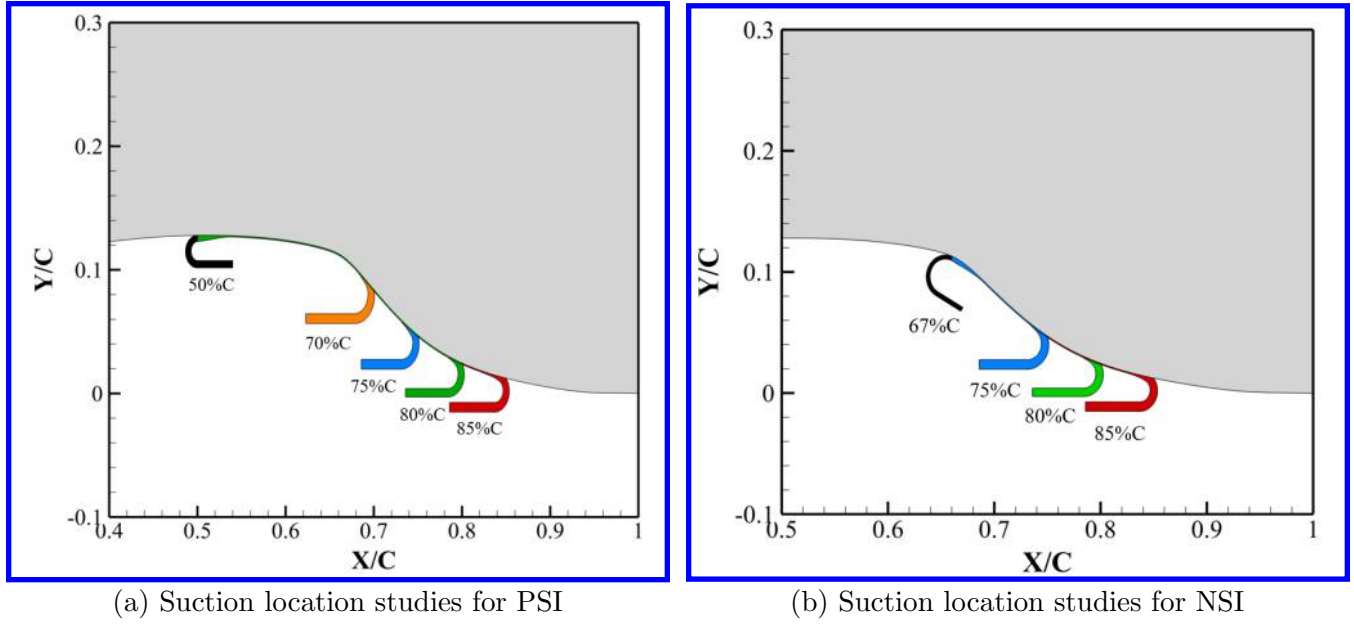 0.3
0.2
Y/C
0.1
0
-0.1
50%C
70%C
75%C
80%C
85%C
0.4 0.5 0.6 0.7 0.8 0.9 1
X/C
(a) Suction location studies for PSI
0.3
0.2
Y/C
0.1
0
-0.1
67%C
75%C
80%C
85%C
0.5 0.6 0.7 0.8 0.9 1
X/C
(b) Suction location studies for NSI